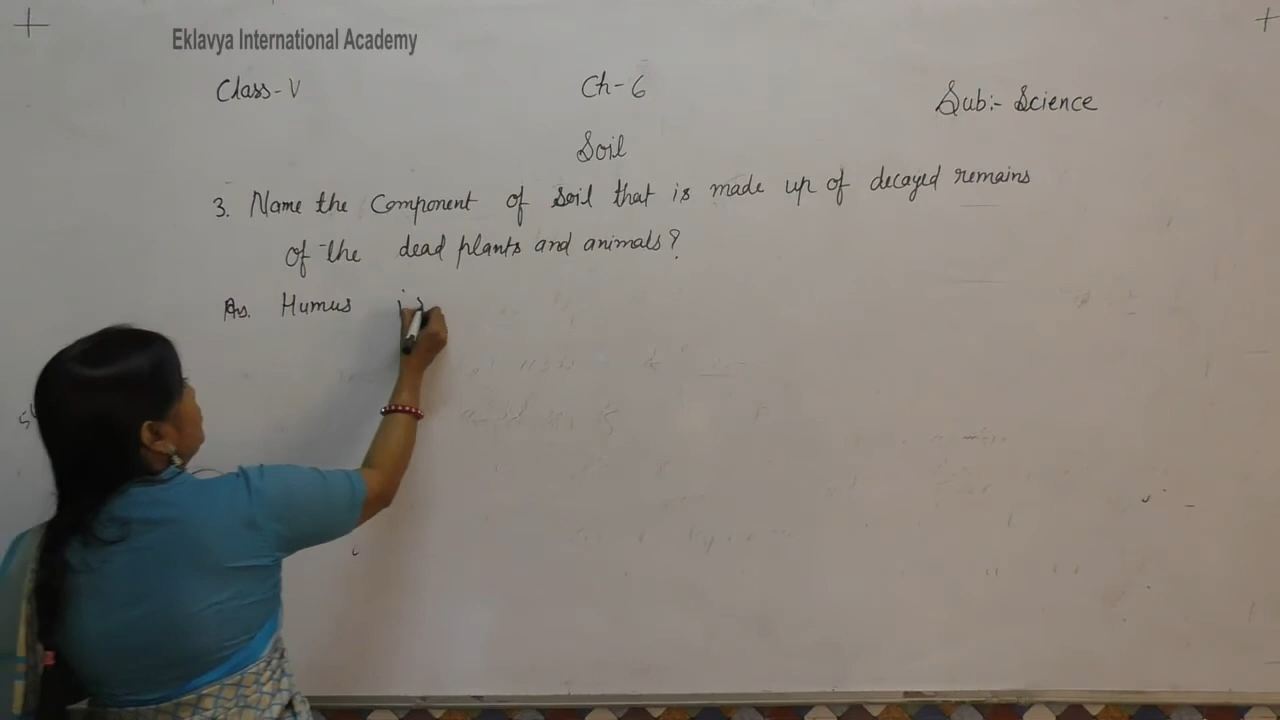 Eklavya International Academy
Class-V Ch-6 Sub:- Science
Soil
3. Name the Component of soil that is made up of decayed remains
of the dead plants and animals?
Ans. Humus is